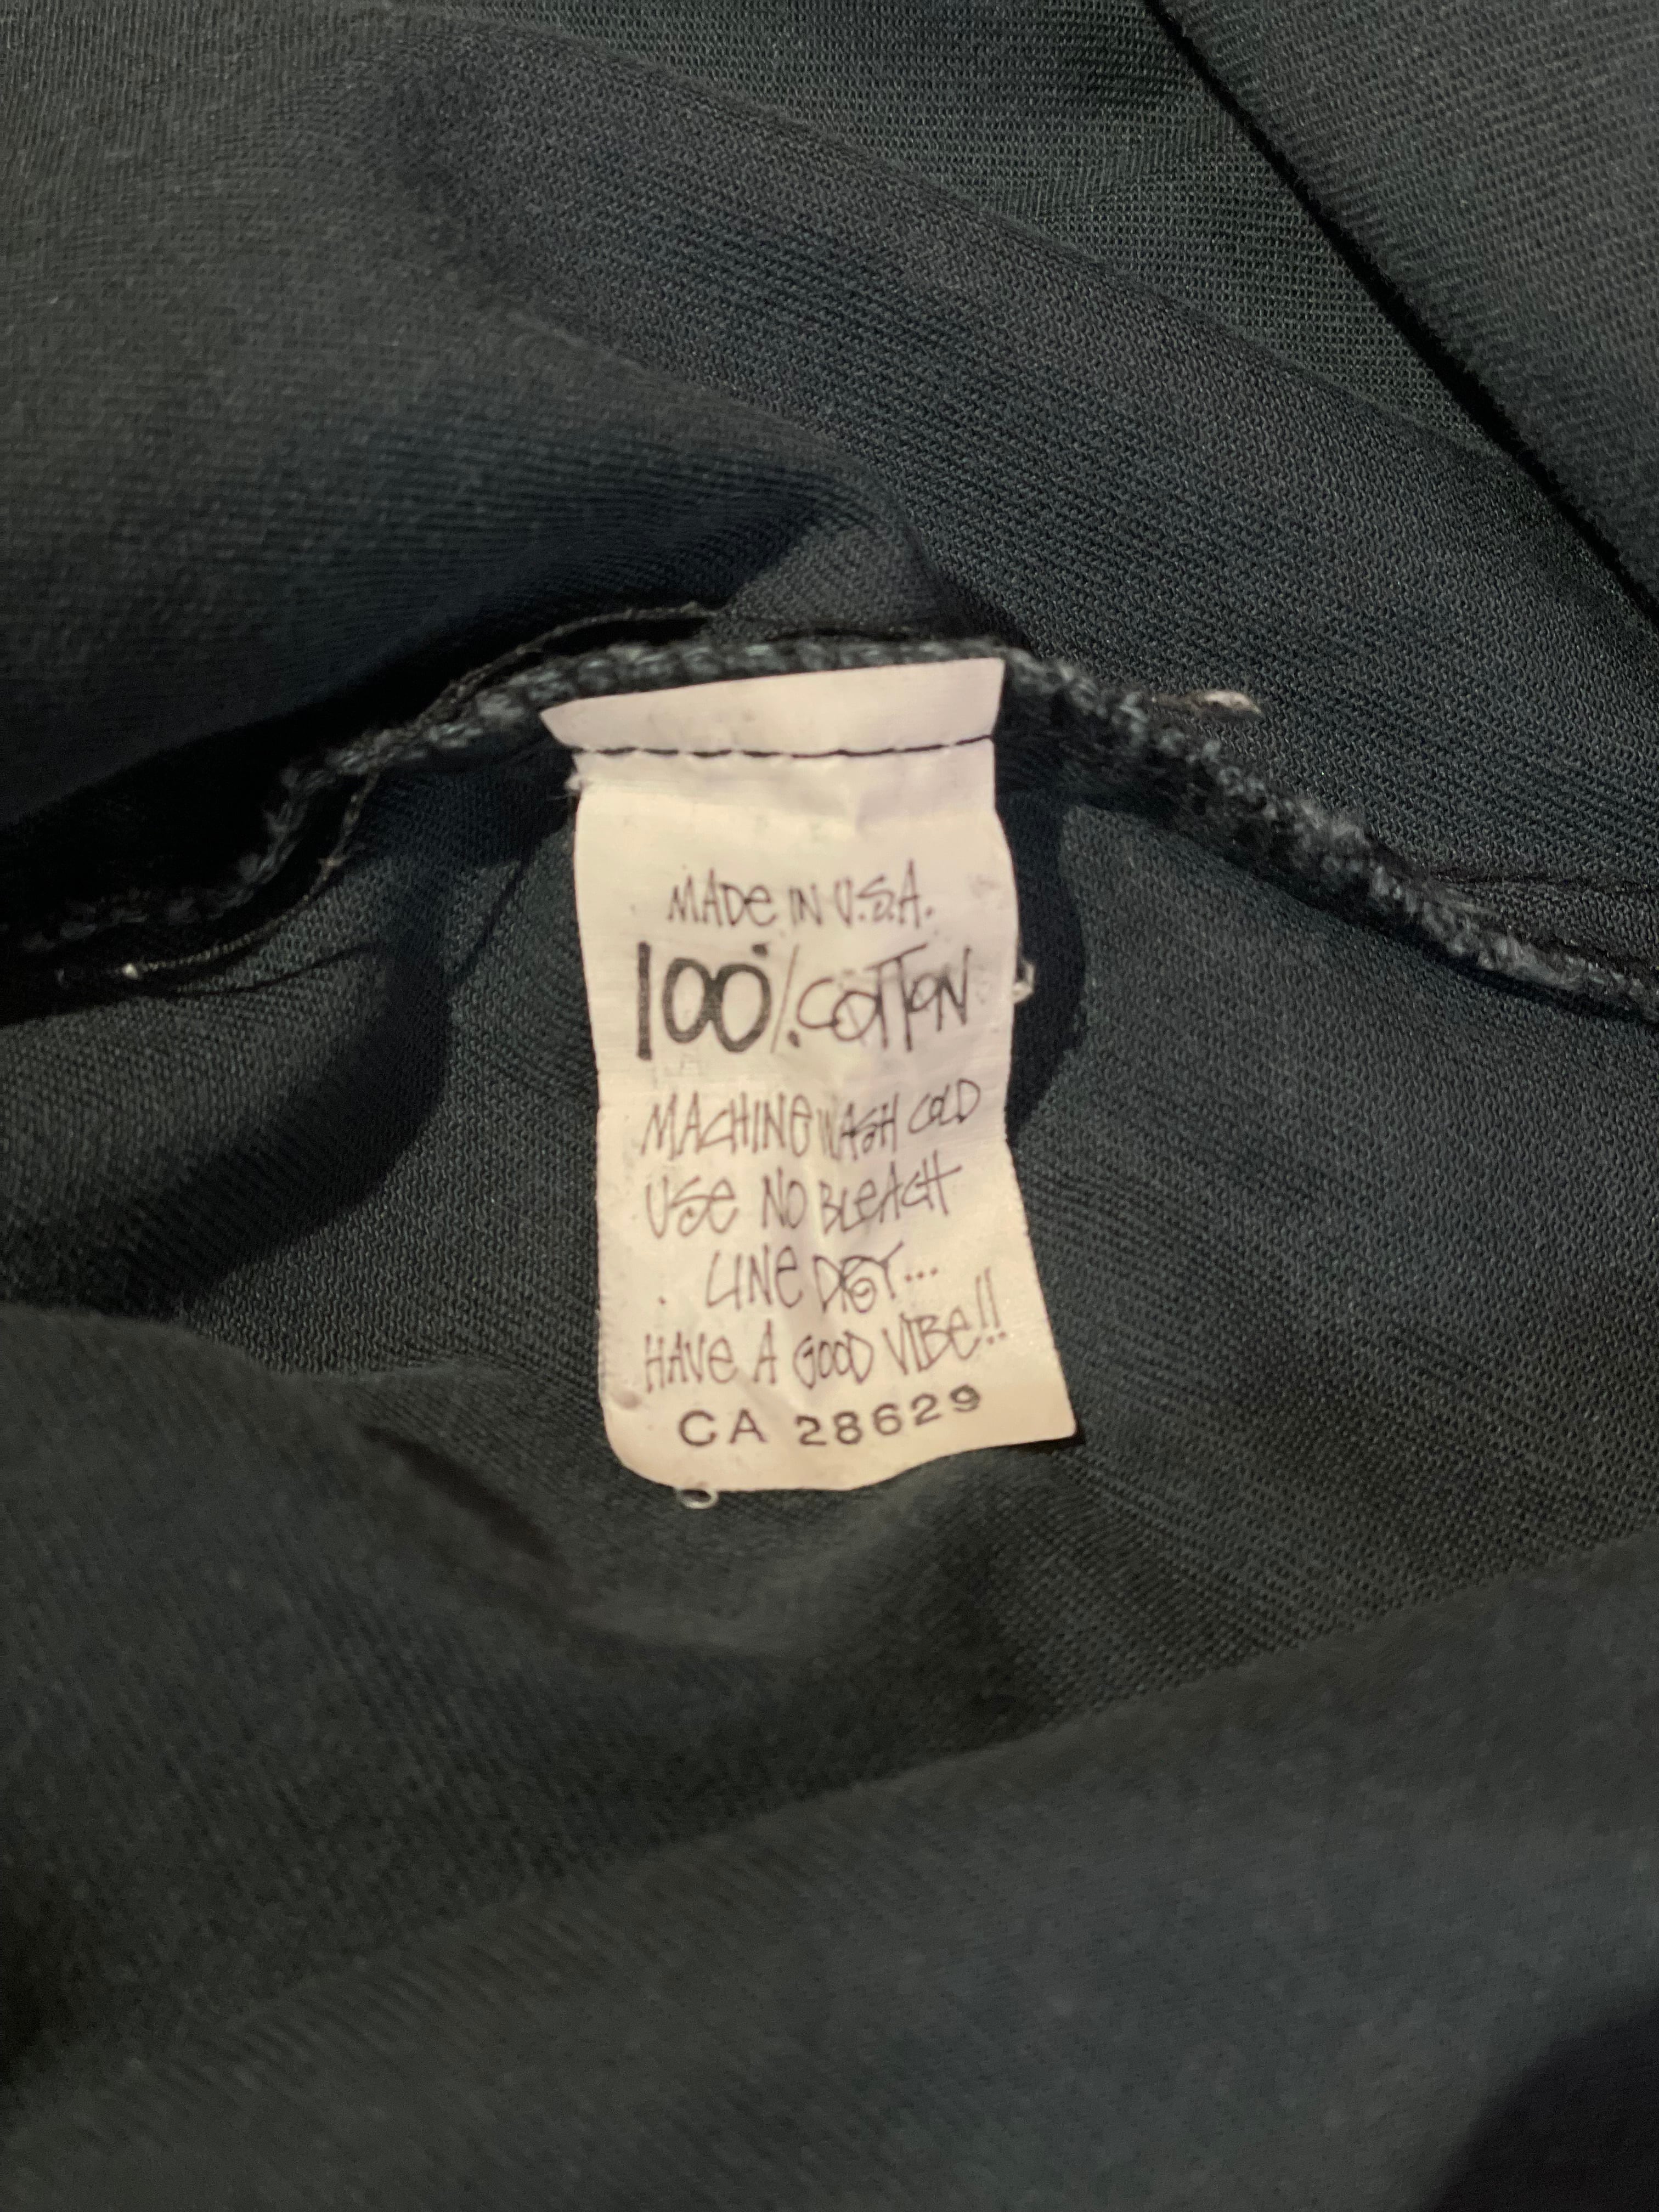 MADE IN U.S.A.
100% COTTON
MACHINE WASH COLD
USE NO BLEACH
LINE DRY...
HAVE A GOOD VIBE!!
CA 28629